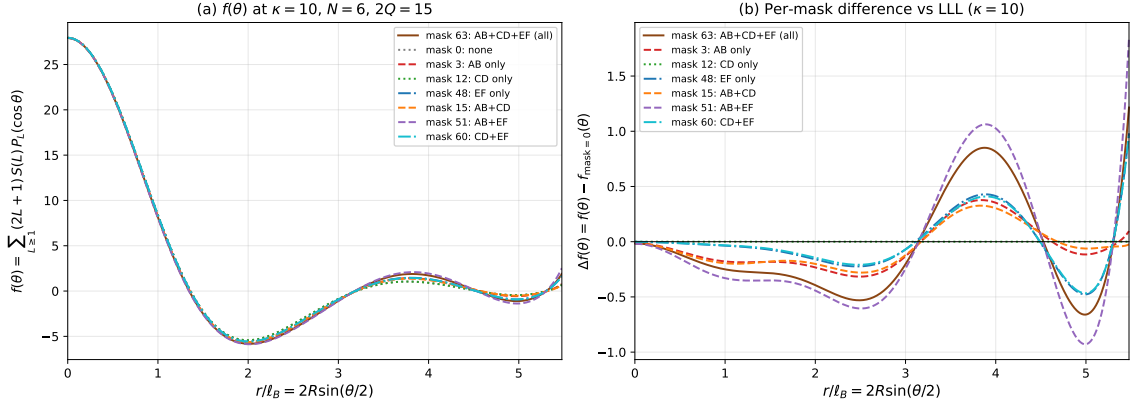 (a) f(θ) at κ = 10, N = 6, 2Q = 15
f(θ) = ∑_{L≥1} (2L + 1) S(L) P_L(cos θ)
25
20
15
10
5
0
−5
0
1
2
3
4
5
r/ℓ_B = 2R sin(θ/2)
mask 63: AB+CD+EF (all)
mask 0: none
mask 3: AB only
mask 12: CD only
mask 48: EF only
mask 15: AB+CD
mask 51: AB+EF
mask 60: CD+EF
(b) Per-mask difference vs LLL (κ = 10)
Δf(θ) = f(θ) − f_{mask=0}(θ)
1.5
1.0
0.5
0.0
−0.5
−1.0
0
1
2
3
4
5
r/ℓ_B = 2R sin(θ/2)
mask 63: AB+CD+EF (all)
mask 3: AB only
mask 12: CD only
mask 48: EF only
mask 15: AB+CD
mask 51: AB+EF
mask 60: CD+EF